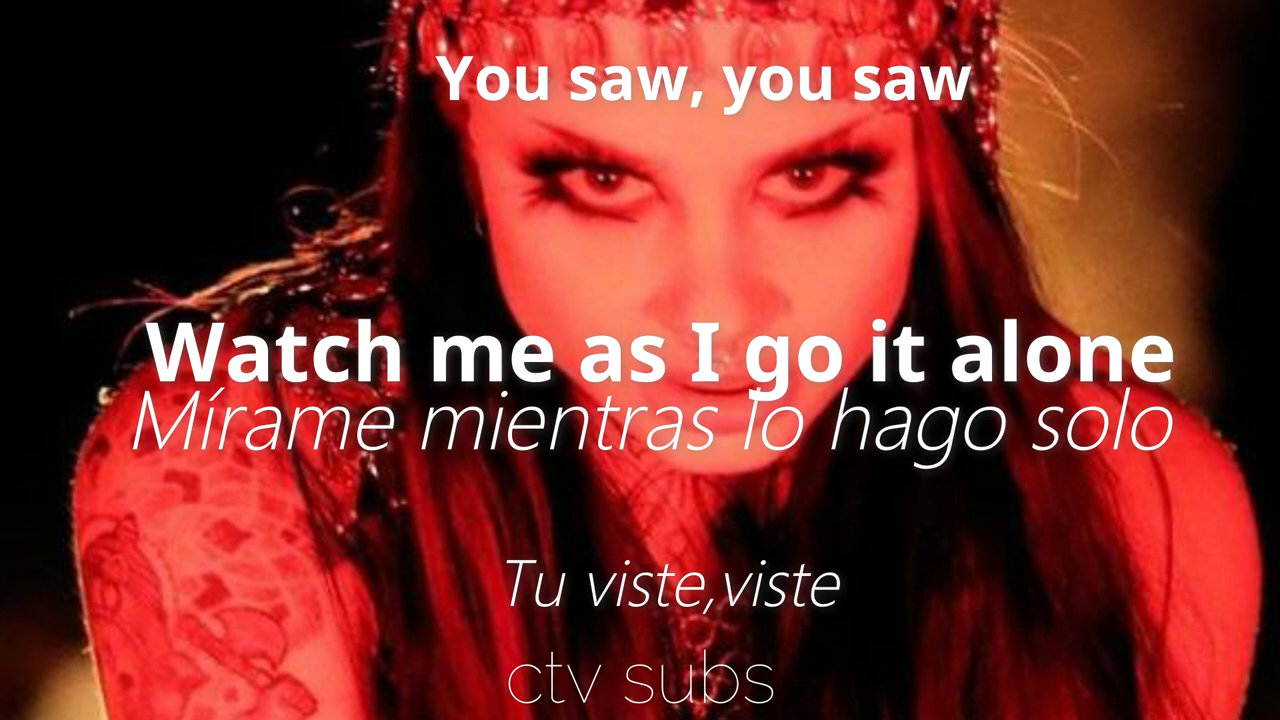 You saw, you saw
Watch me as I go it alone
Mírame mientras lo hago solo
Tu viste,viste
ctv subs